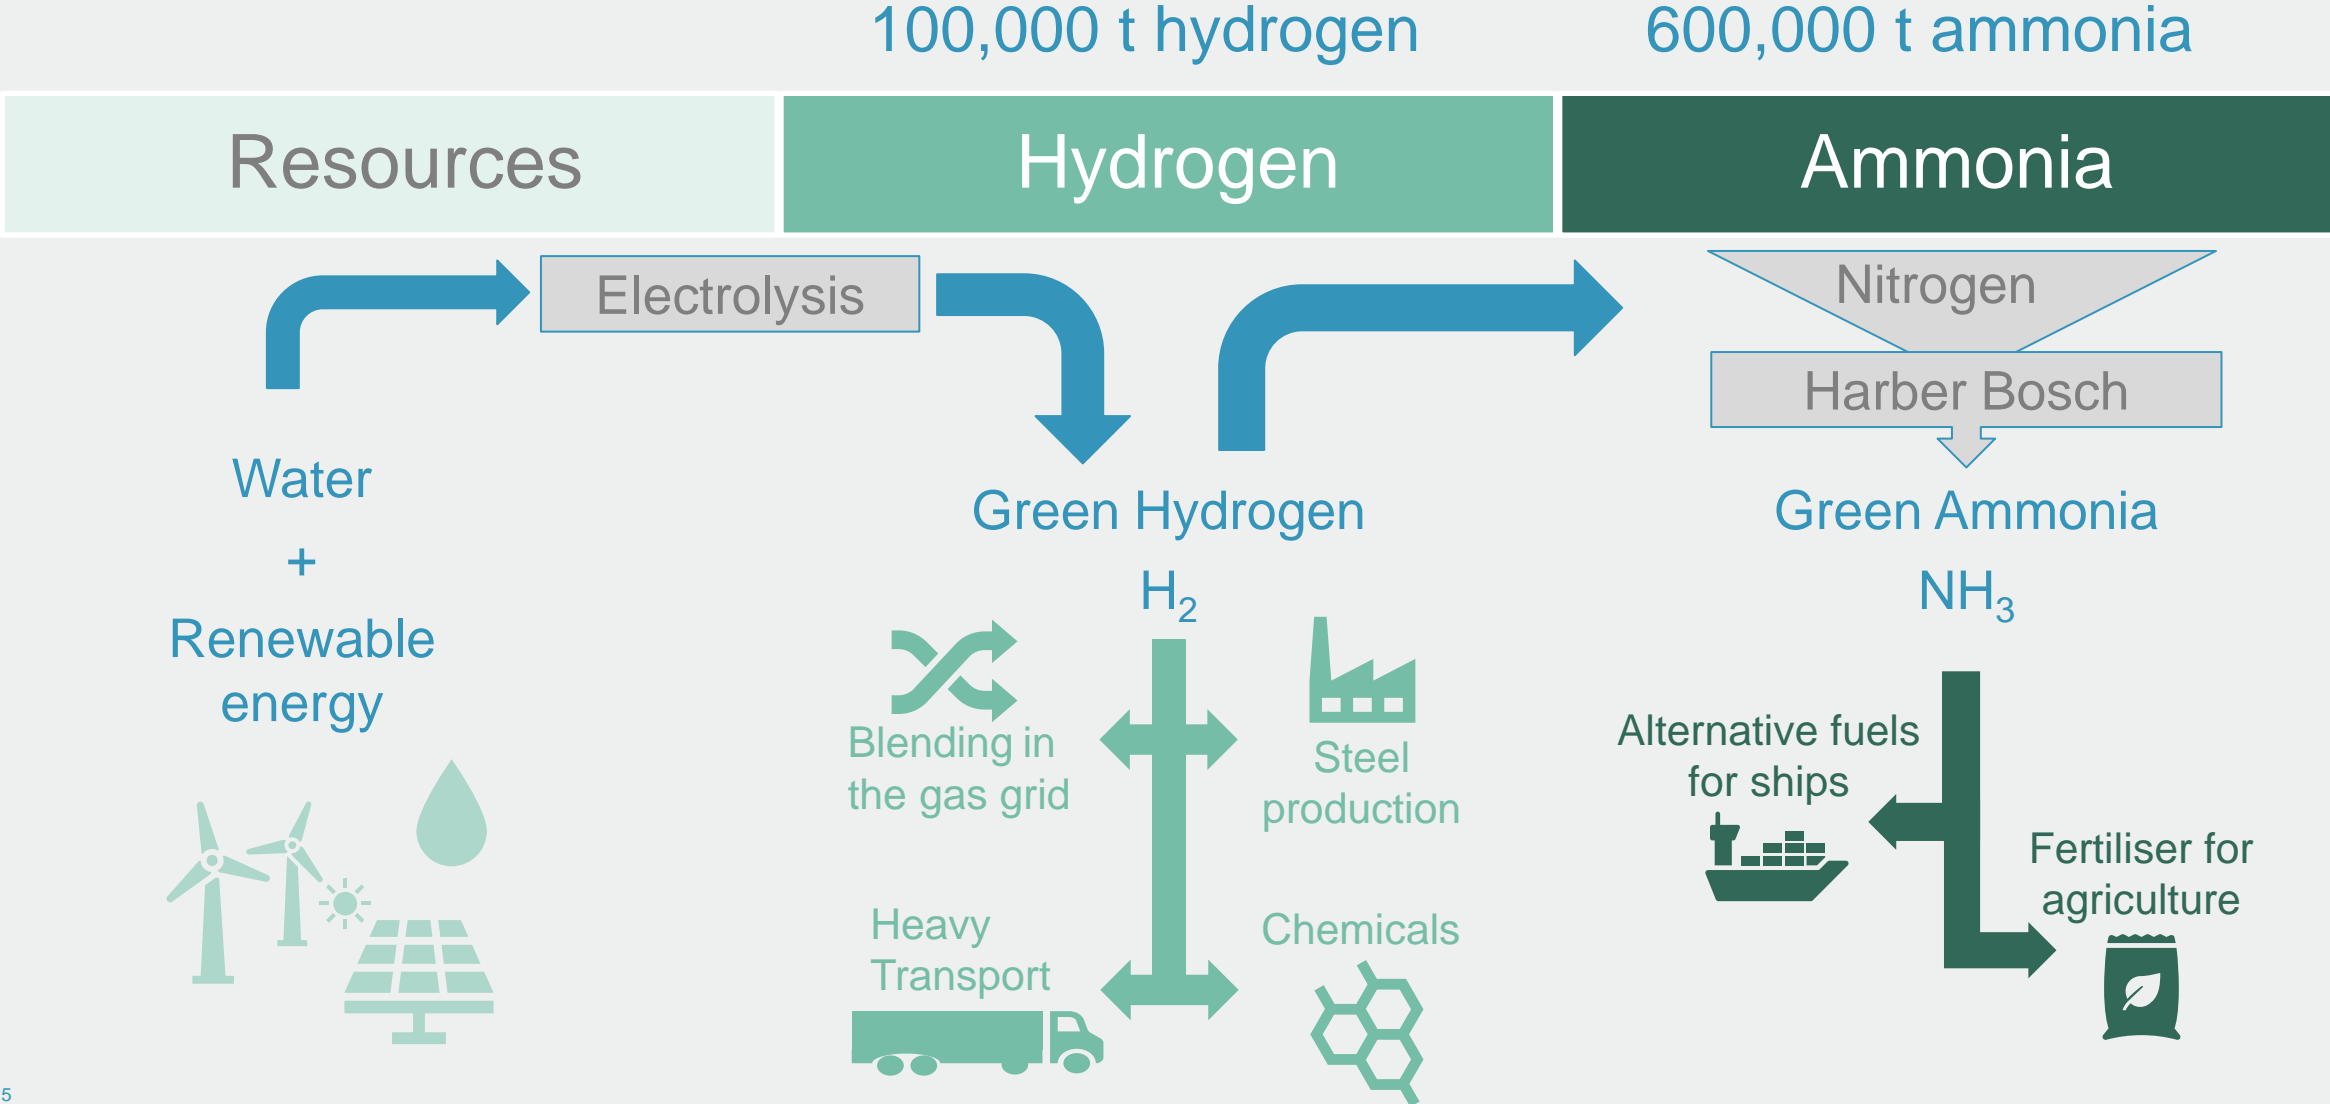 100,000 t hydrogen
600,000 t ammonia
Resources
Hydrogen
Ammonia
Electrolysis
Nitrogen
Harber Bosch
Water
+
Renewable
energy
Green Hydrogen
H₂
Blending in
the gas grid
Steel
production
Heavy
Transport
Chemicals
Green Ammonia
NH₃
Alternative fuels
for ships
Fertiliser for
agriculture
5